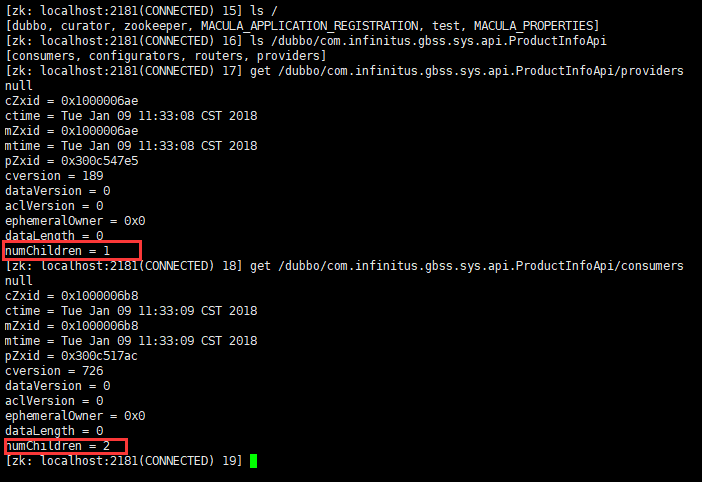 [zk: localhost:2181(CONNECTED) 15] ls /
[dubbo, curator, zookeeper, MACULA_APPLICATION_REGISTRATION, test, MACULA_PROPERTIES]
[zk: localhost:2181(CONNECTED) 16] ls /dubbo/com.infinitus.gbss.sys.api.ProductInfoApi
[consumers, configurators, routers, providers]
[zk: localhost:2181(CONNECTED) 17] get /dubbo/com.infinitus.gbss.sys.api.ProductInfoApi/providers
null
cZxid = 0x1000006ae
ctime = Tue Jan 09 11:33:08 CST 2018
mZxid = 0x1000006ae
mtime = Tue Jan 09 11:33:08 CST 2018
pZxid = 0x300c547e5
cversion = 189
dataVersion = 0
aclVersion = 0
ephemeralOwner = 0x0
dataLength = 0
numChildren = 1
[zk: localhost:2181(CONNECTED) 18] get /dubbo/com.infinitus.gbss.sys.api.ProductInfoApi/consumers
null
cZxid = 0x1000006b8
ctime = Tue Jan 09 11:33:09 CST 2018
mZxid = 0x1000006b8
mtime = Tue Jan 09 11:33:09 CST 2018
pZxid = 0x300c517ac
cversion = 726
dataVersion = 0
aclVersion = 0
ephemeralOwner = 0x0
dataLength = 0
numChildren = 2
[zk: localhost:2181(CONNECTED) 19]